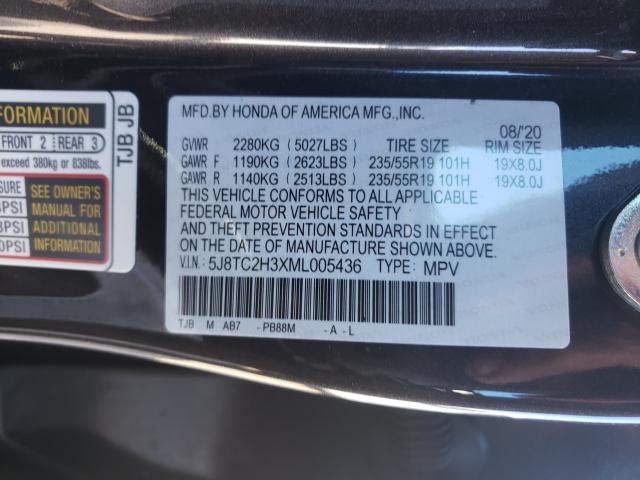 FORMATION
FRONT 2 REAR 3
exceed 380kg or 838lbs.
SURE SEE OWNER'S
PSI MANUAL FOR
PSI ADDITIONAL
PSI INFORMATION
TJB JB
MFD.BY HONDA OF AMERICA MFG.,INC.
08/'20
GVWR 2280KG (5027LBS) TIRE SIZE RIM SIZE
GAWR F 1190KG (2623LBS) 235/55R19 101H 19X8.0J
GAWR R 1140KG (2513LBS) 235/55R19 101H 19X8.0J
THIS VEHICLE CONFORMS TO ALL APPLICABLE
FEDERAL MOTOR VEHICLE SAFETY
AND THEFT PREVENTION STANDARDS IN EFFECT
ON THE DATE OF MANUFACTURE SHOWN ABOVE.
V.I.N.: 5J8TC2H3XML005436 TYPE: MPV
TJB M AB7 - PB88M - A - L